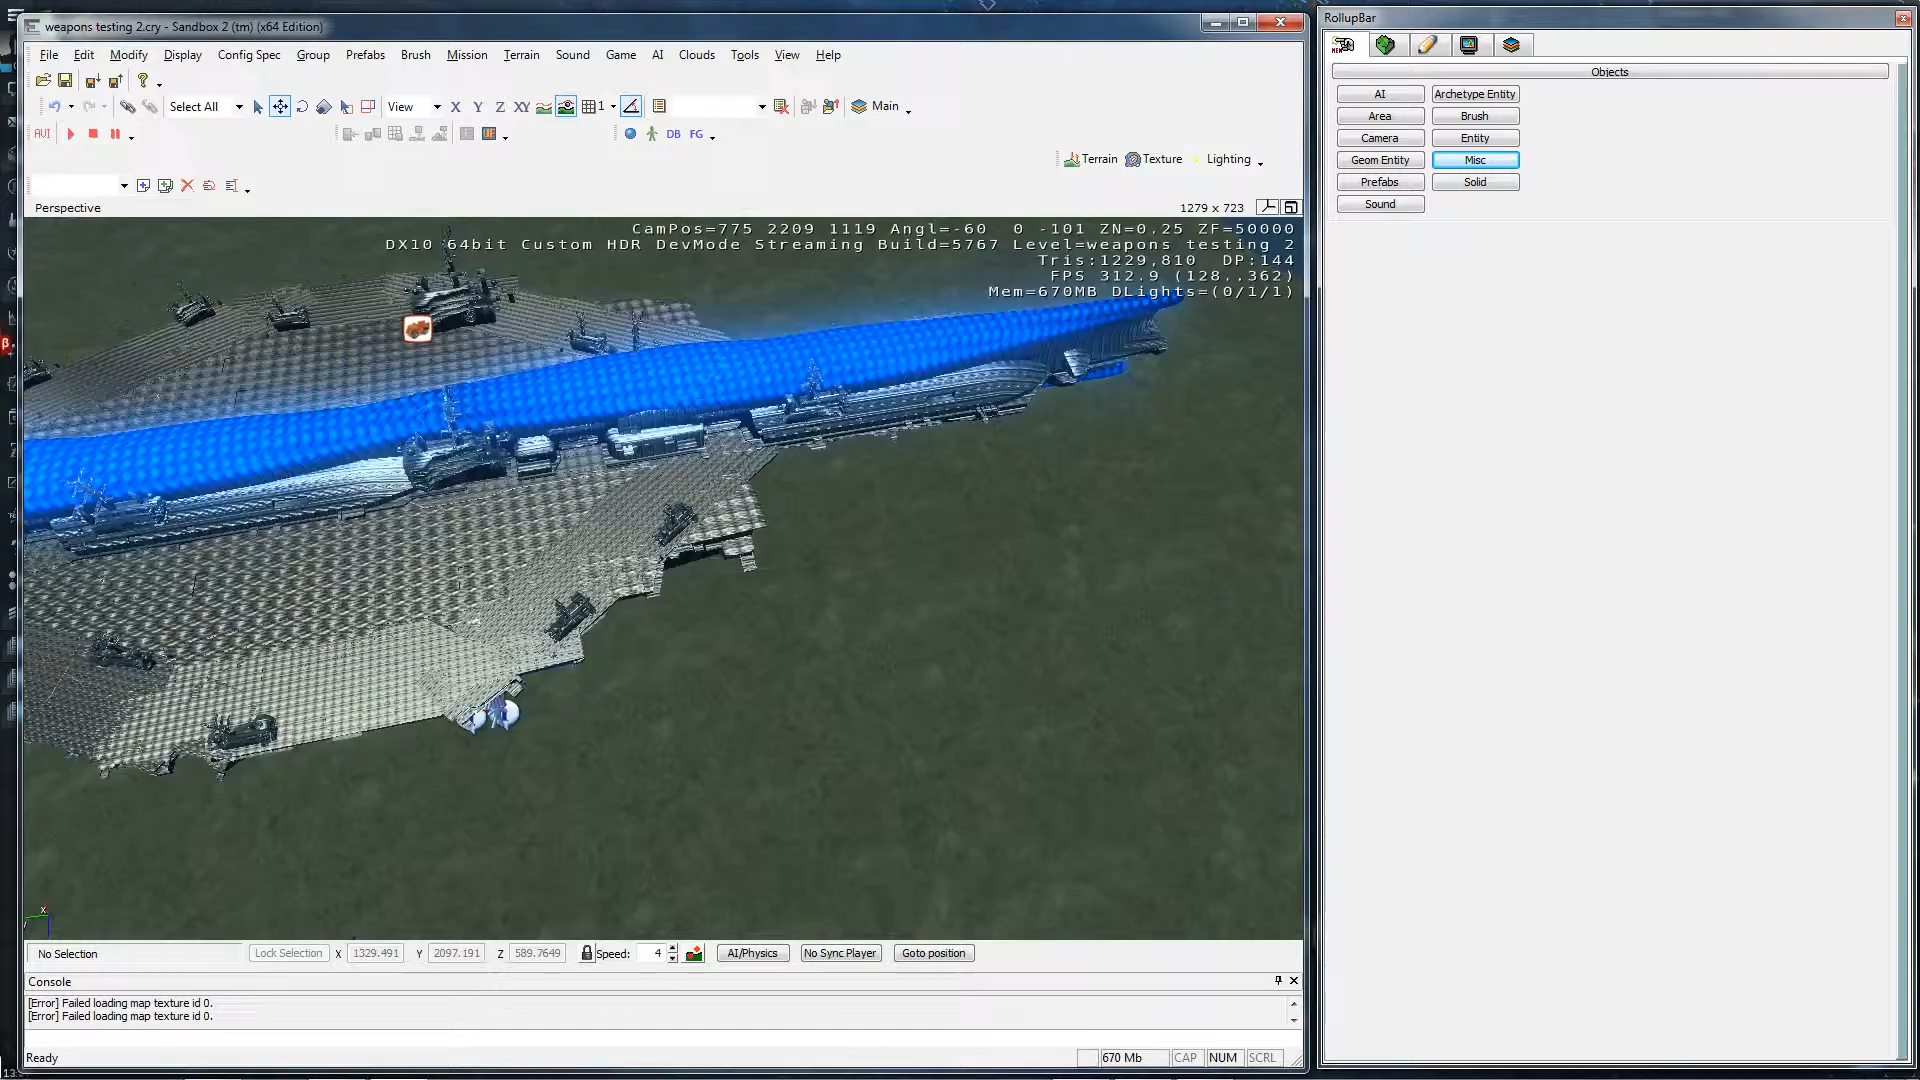 weapons testing 2.cry - Sandbox 2 (tm) (x64 Edition)
File Edit Modify Display Config Spec Group Prefabs Brush Mission Terrain Sound Game AI Clouds Tools View Help
Select All View X Y Z XY 1 Main
AVI DB FG
Terrain Texture Lighting
Perspective 1279 x 723
CamPos=775 2209 1119 Angl=-60 0 -101 ZN=0.25 ZF=50000
DX10 64bit Custom HDR DevMode Streaming Build=5767 Level=weapons testing 2
Tris:1229,810 DP:144
FPS 312.9 (128..362)
Mem=670MB DLights=(0/1/1)
x
No Selection Lock Selection X 1329.491 Y 2097.191 Z 589.7649 Speed: 4 AI/Physics No Sync Player Goto position
Console
[Error] Failed loading map texture id 0.
[Error] Failed loading map texture id 0.
Ready 670 Mb CAP NUM SCRL
RollupBar
Objects
AI Archetype Entity
Area Brush
Camera Entity
Geom Entity Misc
Prefabs Solid
Sound